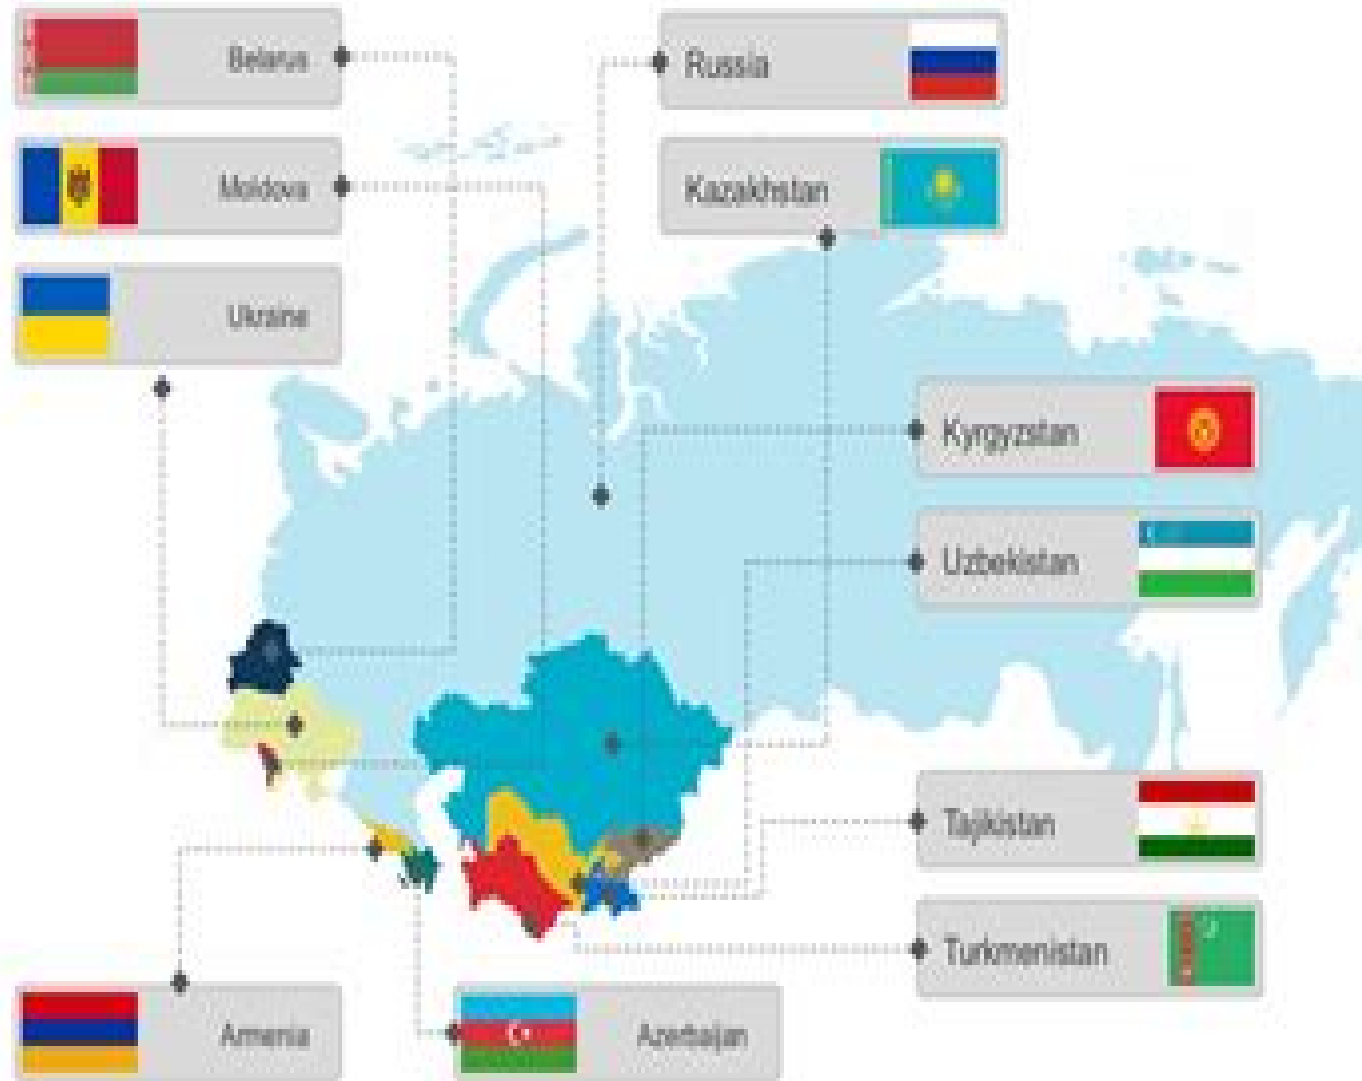 Belarus
Russia
Moldova
Kazakhstan
Ukraine
Kyrgyzstan
Uzbekistan
Tajikistan
Turkmenistan
Armenia
Azerbaijan